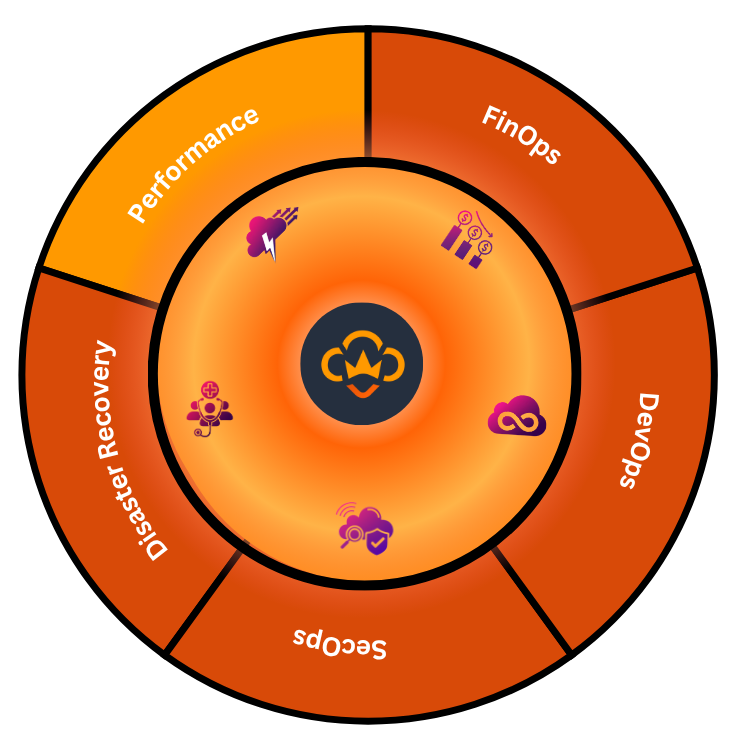 Performance
FinOps
DevOps
SecOps
Disaster Recovery